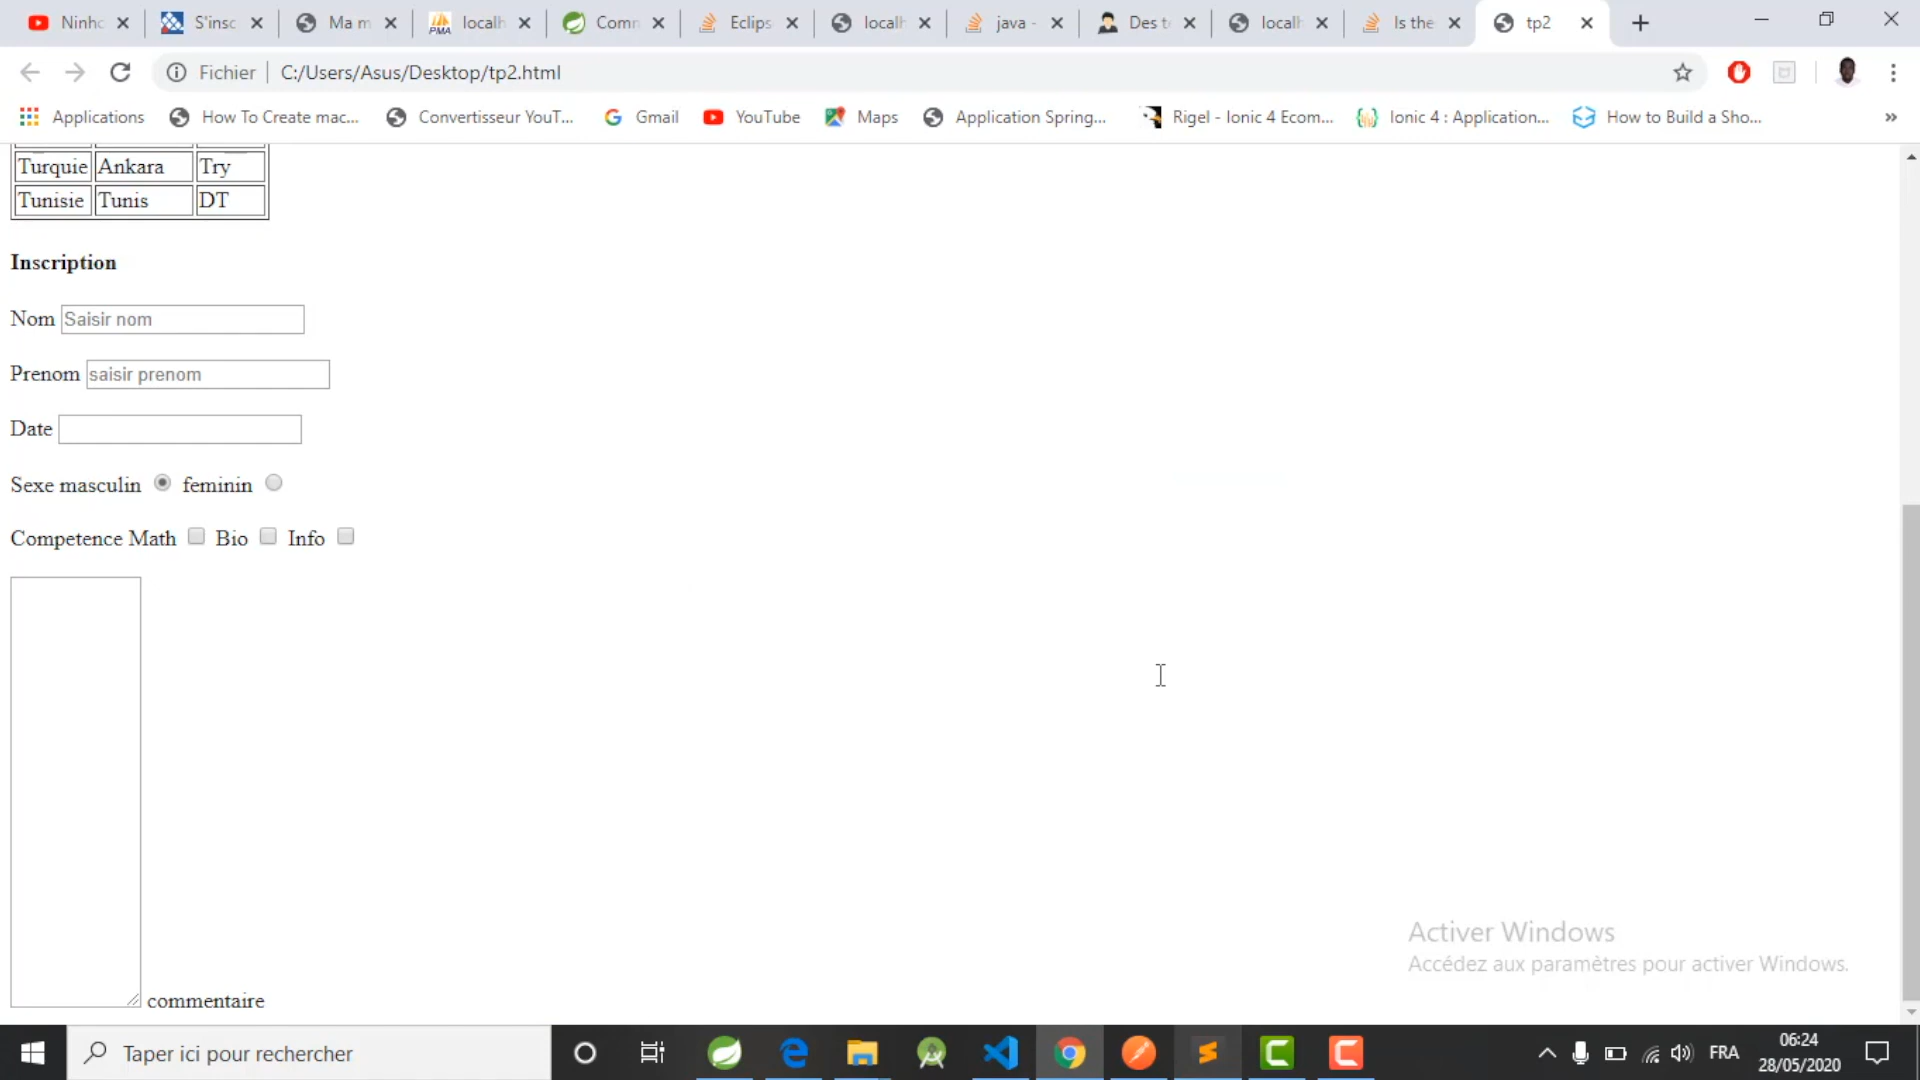 Ninho
S'insc
Ma m
localh
Comm
Eclips
localh
java -
Des t
localh
Is the
tp2
Fichier
C:/Users/Asus/Desktop/tp2.html
Applications
How To Create mac...
Convertisseur YouT...
Gmail
YouTube
Maps
Application Spring...
Rigel - Ionic 4 Ecom...
Ionic 4 : Application...
How to Build a Sho...
»
Turquie Ankara Try
Tunisie Tunis DT
Inscription
Nom Saisir nom
Prenom saisir prenom
Date
Sexe masculin feminin
Competence Math Bio Info
commentaire
Activer Windows
Accédez aux paramètres pour activer Windows.
Taper ici pour rechercher
FRA
06:24
28/05/2020